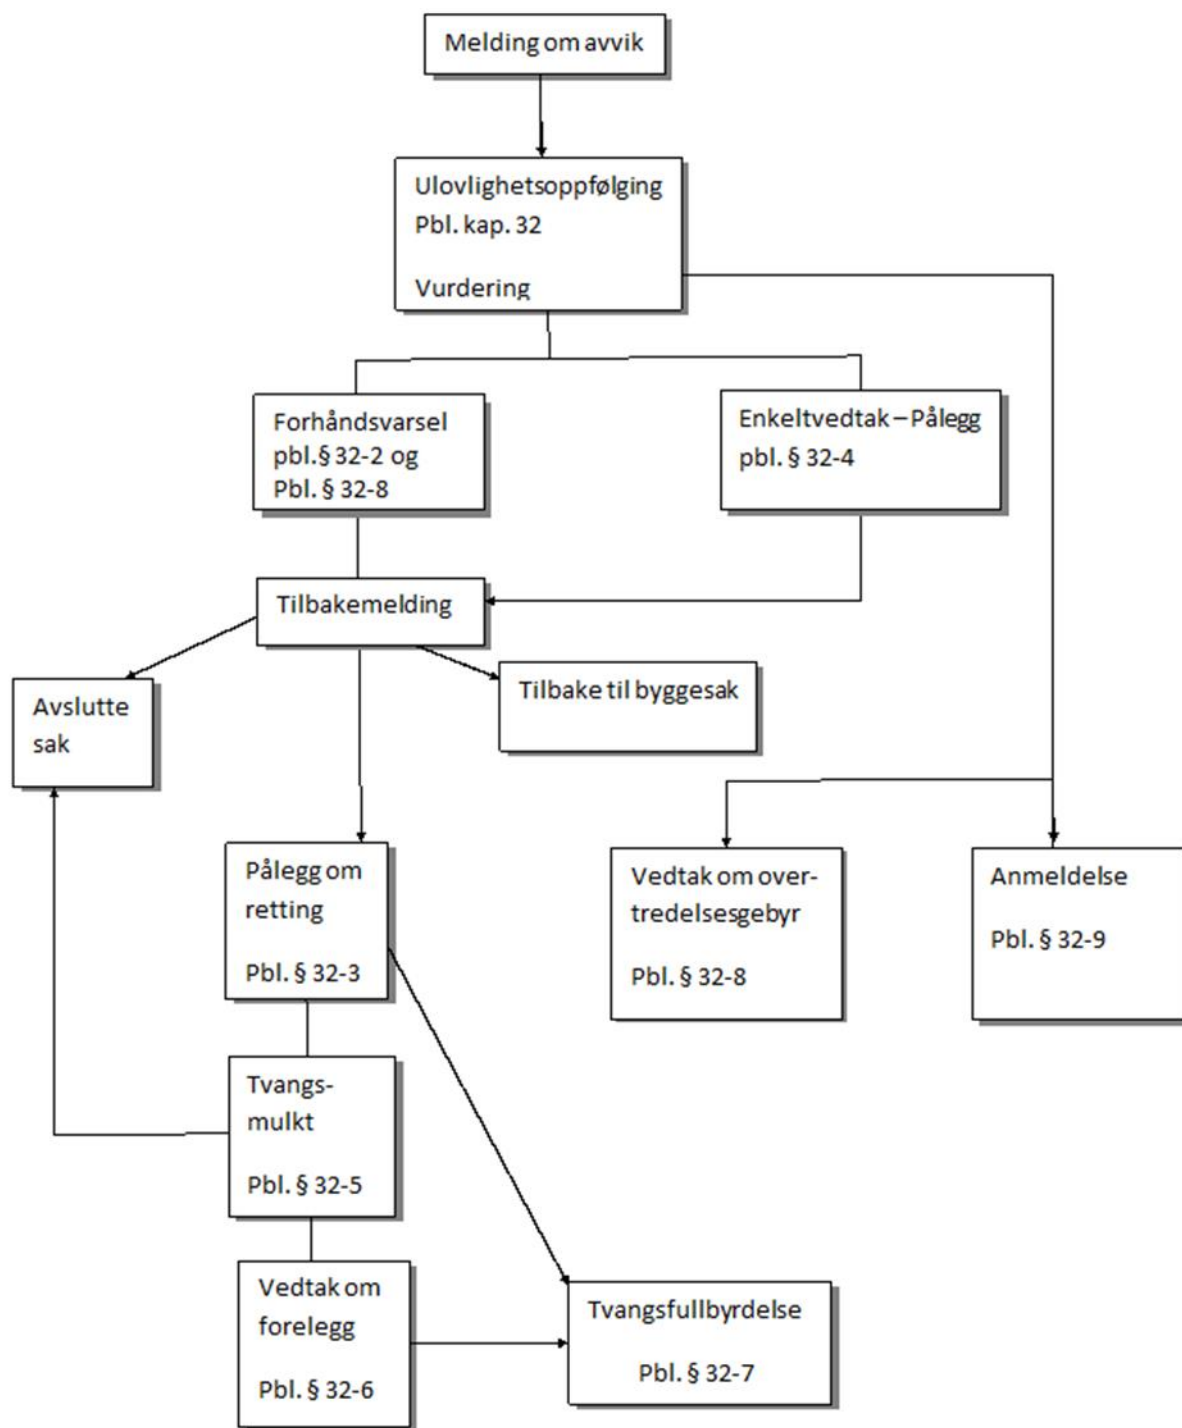 Melding om avvik
Ulovlighetsoppfølging
Pbl. kap. 32
Vurdering
Forhåndsvarsel
pbl.§ 32-2 og
Pbl. § 32-8
Enkeltvedtak – Pålegg
pbl. § 32-4
Tilbakemelding
Avslutte
sak
Tilbake til byggesak
Pålegg om
retting
Pbl. § 32-3
Vedtak om over-
tredelsesgebyr
Pbl. § 32-8
Anmeldelse
Pbl. § 32-9
Tvangs-
mulkt
Pbl. § 32-5
Vedtak om
forelegg
Pbl. § 32-6
Tvangsfullbyrdelse
Pbl. § 32-7